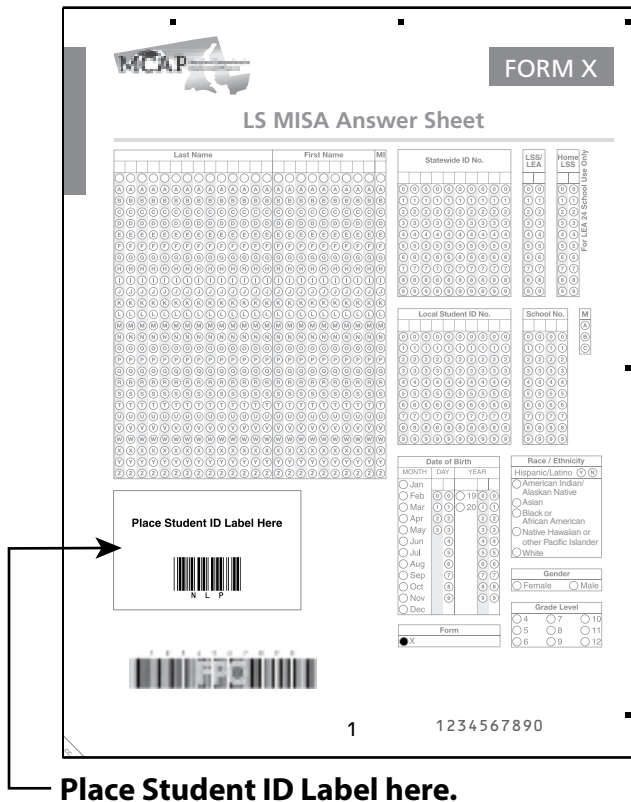 MCAP
FORM X
LS MISA Answer Sheet
Last Name First Name MI
Statewide ID No.
LSS/
LEA
Home
LSS
For LEA 24 School Use Only
Local Student ID No.
School No.
M
A
B
C
Date of Birth
MONTH DAY YEAR
Jan
Feb
Mar
Apr
May
Jun
Jul
Aug
Sep
Oct
Nov
Dec
19
20
Race / Ethnicity
Hispanic/Latino Y N
American Indian/
Alaskan Native
Asian
Black or
African American
Native Hawaiian or
other Pacific Islander
White
Gender
Female Male
Grade Level
4 7 10
5 8 11
6 9 12
Form
X
Place Student ID Label Here
N L P
1 1234567890
Place Student ID Label here.